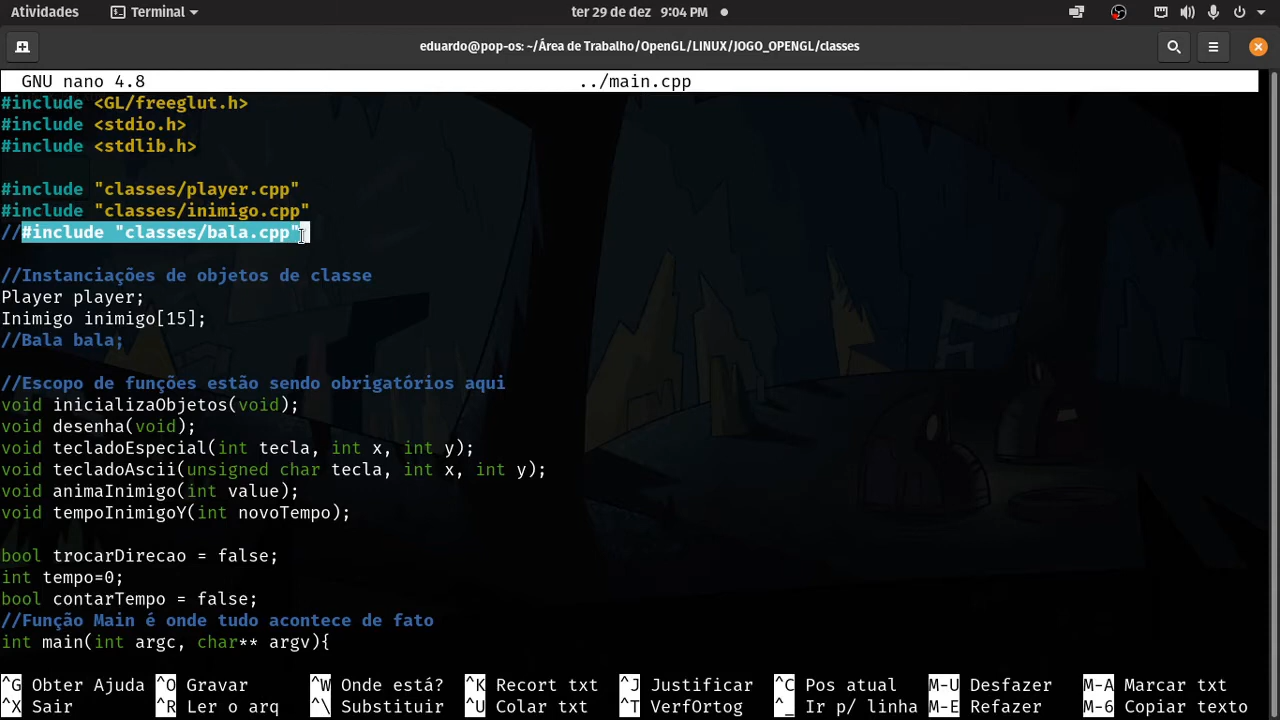 Atividades Terminal ter 29 de dez 9:04 PM
eduardo@pop-os: ~/Área de Trabalho/OpenGL/LINUX/JOGO_OPENGL/classes
GNU nano 4.8 ../main.cpp
#include <GL/freeglut.h>
#include <stdio.h>
#include <stdlib.h>
#include "classes/player.cpp"
#include "classes/inimigo.cpp"
//#include "classes/bala.cpp"
//Instanciações de objetos de classe
Player player;
Inimigo inimigo[15];
//Bala bala;
//Escopo de funções estão sendo obrigatórios aqui
void inicializaObjetos(void);
void desenha(void);
void tecladoEspecial(int tecla, int x, int y);
void tecladoAscii(unsigned char tecla, int x, int y);
void animaInimigo(int value);
void tempoInimigoY(int novoTempo);
bool trocarDirecao = false;
int tempo=0;
bool contarTempo = false;
//Função Main é onde tudo acontece de fato
int main(int argc, char** argv){
^G Obter Ajuda ^O Gravar ^W Onde está? ^K Recort txt ^J Justificar ^C Pos atual M-U Desfazer M-A Marcar txt
^X Sair ^R Ler o arq ^\ Substituir ^U Colar txt ^T VerfOrtog ^_ Ir p/ linha M-E Refazer M-6 Copiar texto